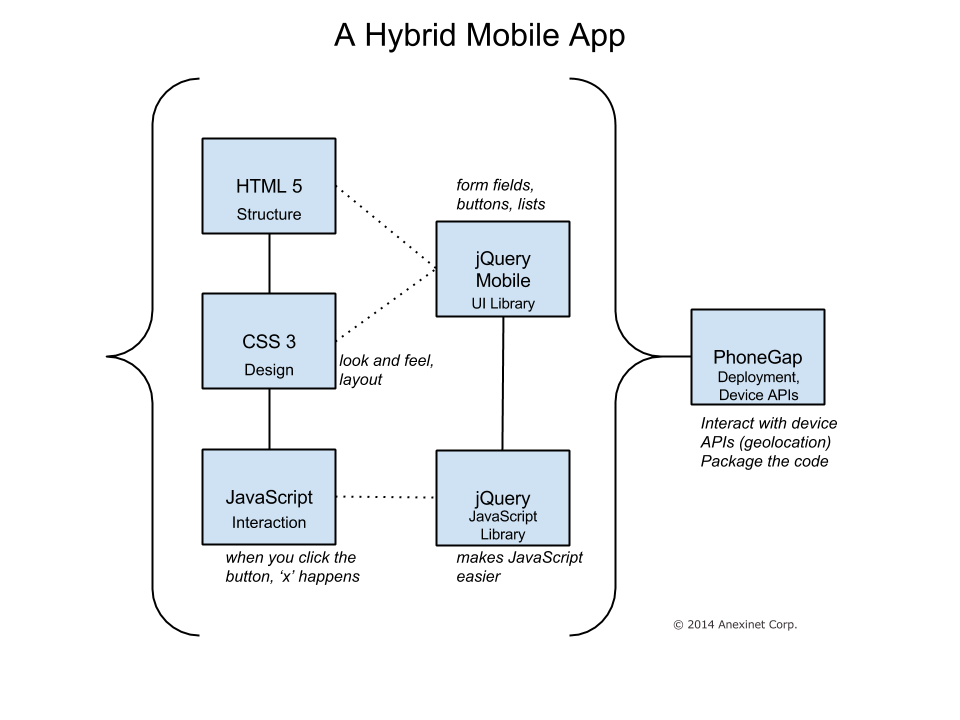 A Hybrid Mobile App
HTML 5
Structure
form fields,
buttons, lists
jQuery
Mobile
UI Library
CSS 3
Design
look and feel,
layout
PhoneGap
Deployment,
Device APIs
Interact with device
APIs (geolocation)
Package the code
JavaScript
Interaction
when you click the
button, ‘x’ happens
jQuery
JavaScript
Library
makes JavaScript
easier
© 2014 Anexinet Corp.